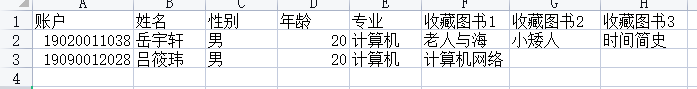 A B C D E F G H
1 账户 姓名 性别 年龄 专业 收藏图书1 收藏图书2 收藏图书3
2 19020011038 岳宇轩 男 20 计算机 老人与海 小矮人 时间简史
3 19090012028 吕筱玮 男 20 计算机 计算机网络
4